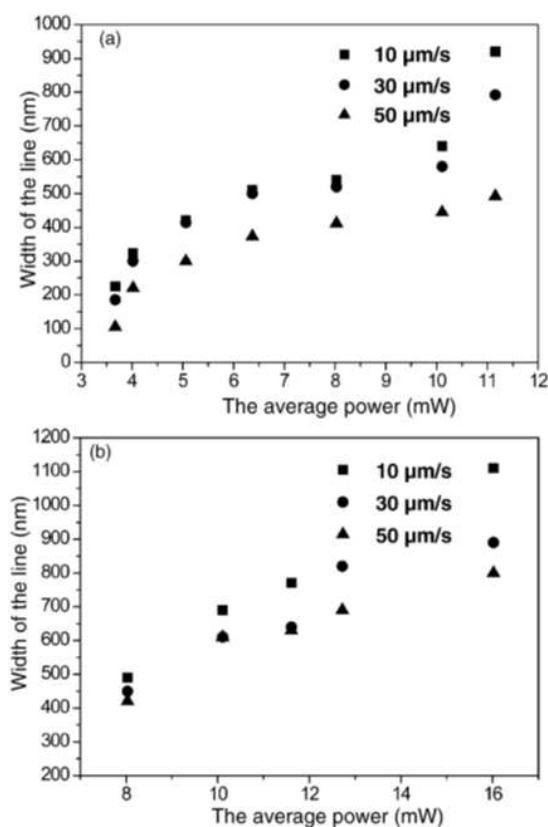 (a)
1000
900
800
700
600
500
400
300
200
100
0
Width of the line (nm)
10 µm/s
30 µm/s
50 µm/s
3 4 5 6 7 8 9 10 11 12
The average power (mW)
(b)
1200
1100
1000
900
800
700
600
500
400
300
200
Width of the line (nm)
10 µm/s
30 µm/s
50 µm/s
8 10 12 14 16
The average power (mW)